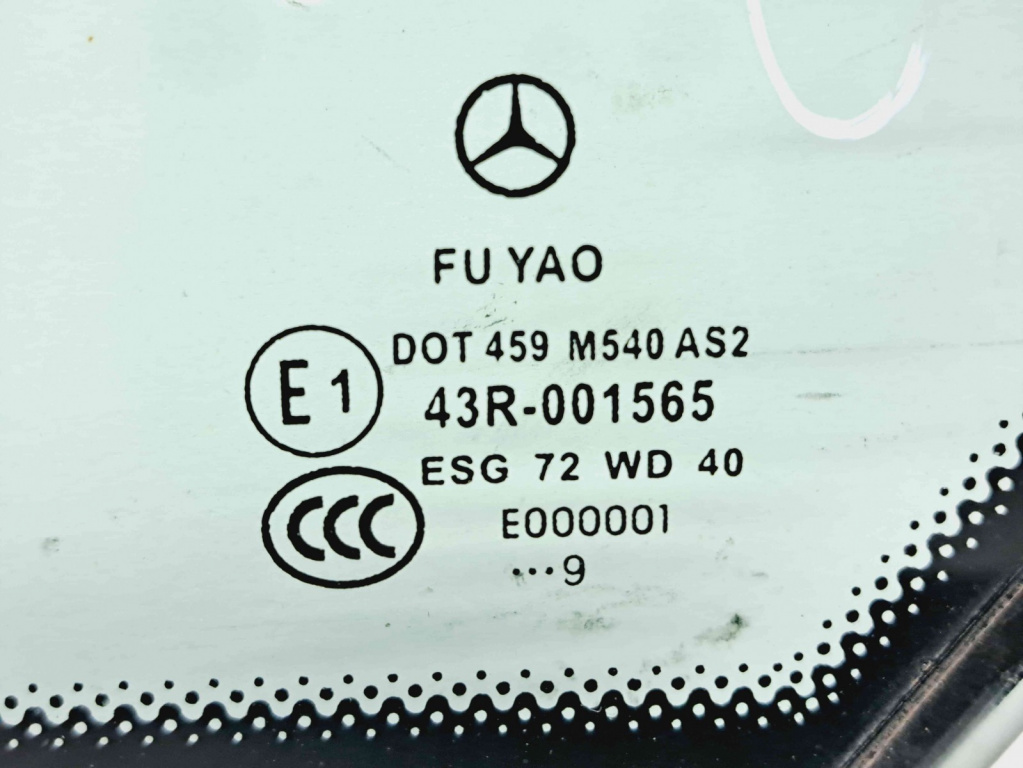 FU YAO
DOT 459 M540 AS2
E1
43R-001565
ESG 72 WD 40
CCC
E000001
...9